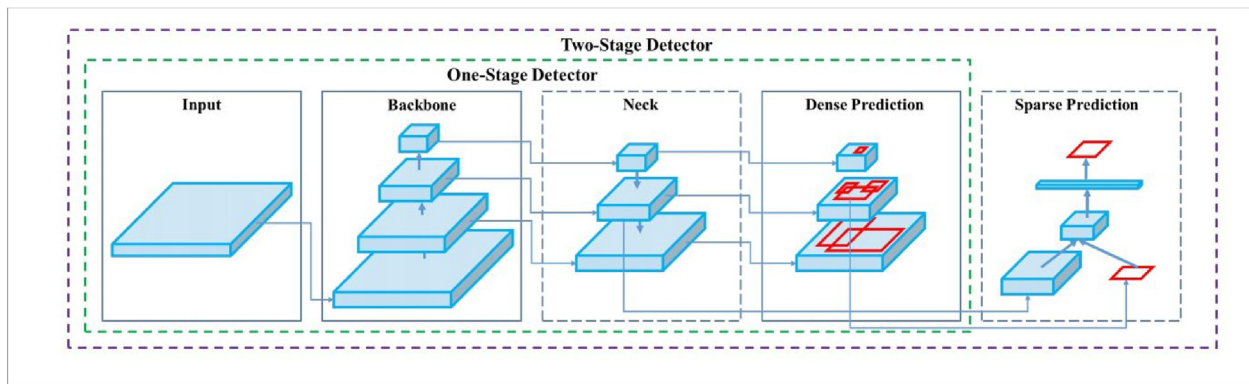 Two-Stage Detector
One-Stage Detector
Input
Backbone
Neck
Dense Prediction
Sparse Prediction